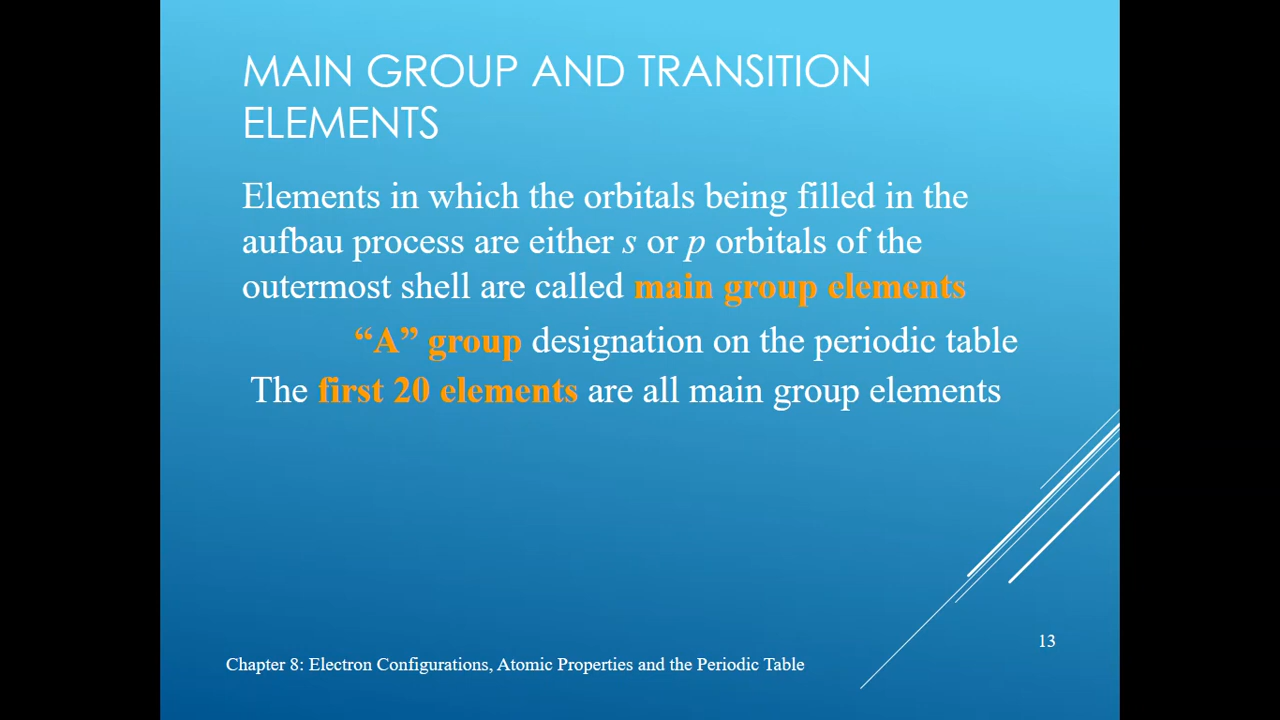 MAIN GROUP AND TRANSITION
ELEMENTS
Elements in which the orbitals being filled in the
aufbau process are either s or p orbitals of the
outermost shell are called main group elements
“A” group designation on the periodic table
The first 20 elements are all main group elements
13
Chapter 8: Electron Configurations, Atomic Properties and the Periodic Table